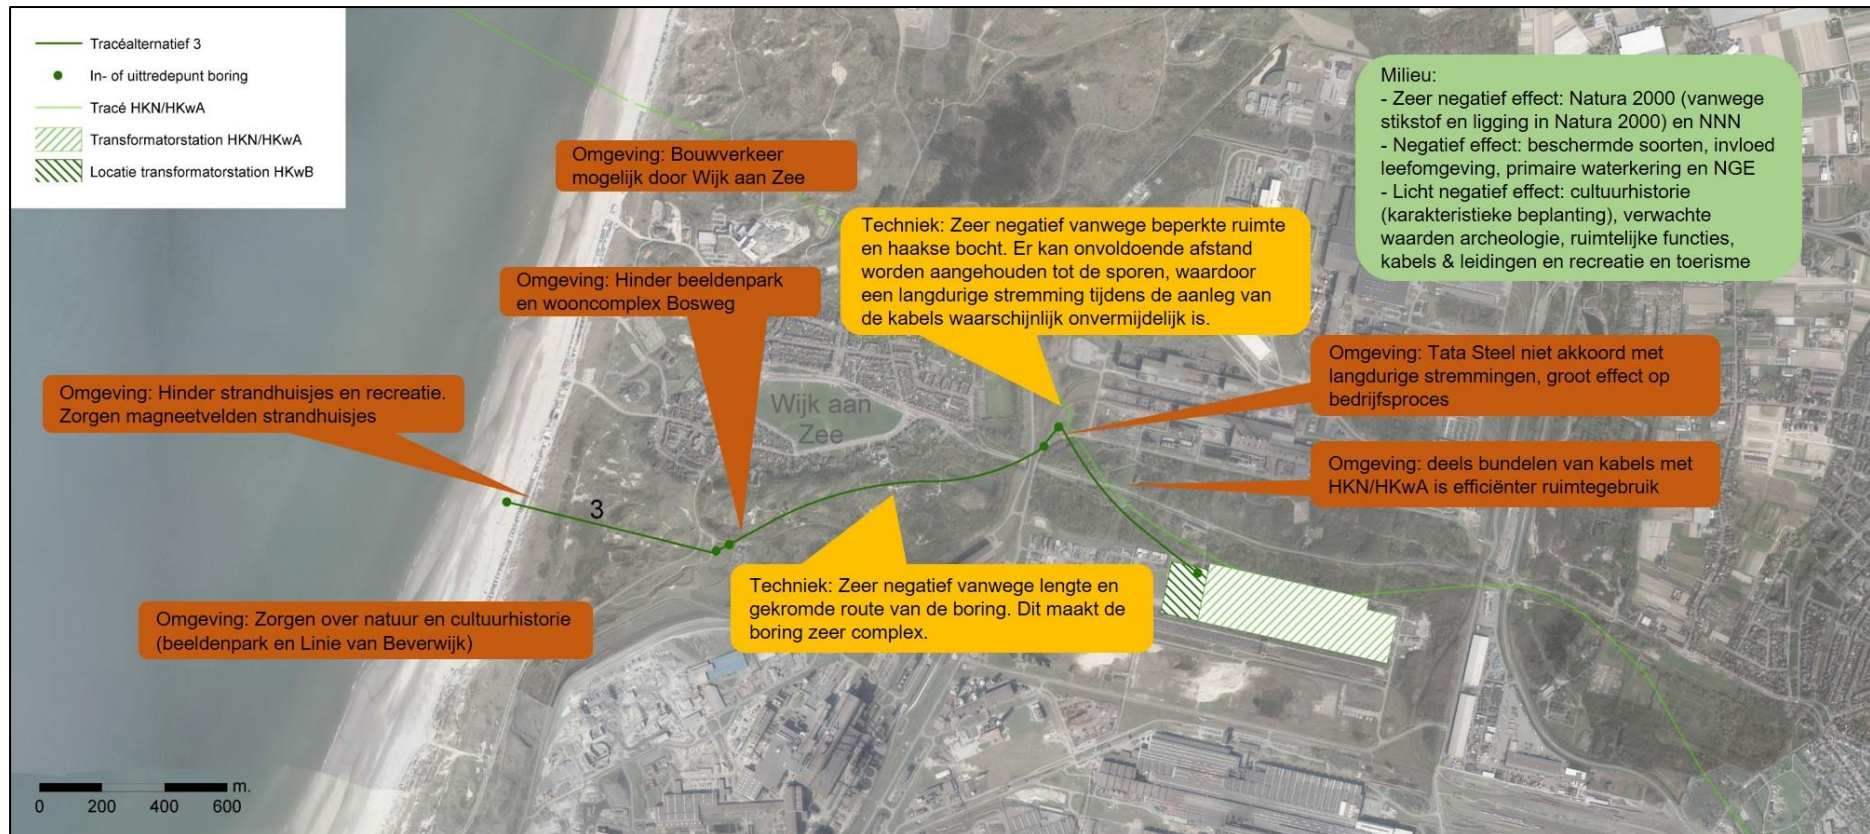 Tracéalternatief 3
In- of uittredepunt boring
Tracé HKN/HKwA
Transformatorstation HKN/HKwA
Locatie transformatorstation HKwB
Milieu:
- Zeer negatief effect: Natura 2000 (vanwege
stikstof en ligging in Natura 2000) en NNN
- Negatief effect: beschermde soorten, invloed
leefomgeving, primaire waterkering en NGE
- Licht negatief effect: cultuurhistorie
(karakteristieke beplanting), verwachte
waarden archeologie, ruimtelijke functies,
kabels & leidingen en recreatie en toerisme
Omgeving: Bouwverkeer
mogelijk door Wijk aan Zee
Techniek: Zeer negatief vanwege beperkte ruimte
en haakse bocht. Er kan onvoldoende afstand
worden aangehouden tot de sporen, waardoor
een langdurige stremming tijdens de aanleg van
de kabels waarschijnlijk onvermijdelijk is.
Omgeving: Hinder beeldenpark
en wooncomplex Bosweg
Omgeving: Tata Steel niet akkoord met
langdurige stremmingen, groot effect op
bedrijfsproces
Omgeving: Hinder strandhuisjes en recreatie.
Zorgen magneetvelden strandhuisjes
Wijk aan
Zee
Omgeving: deels bundelen van kabels met
HKN/HKwA is efficiënter ruimtegebruik
3
Techniek: Zeer negatief vanwege lengte en
gekromde route van de boring. Dit maakt de
boring zeer complex.
Omgeving: Zorgen over natuur en cultuurhistorie
(beeldenpark en Linie van Beverwijk)
m.
0 200 400 600